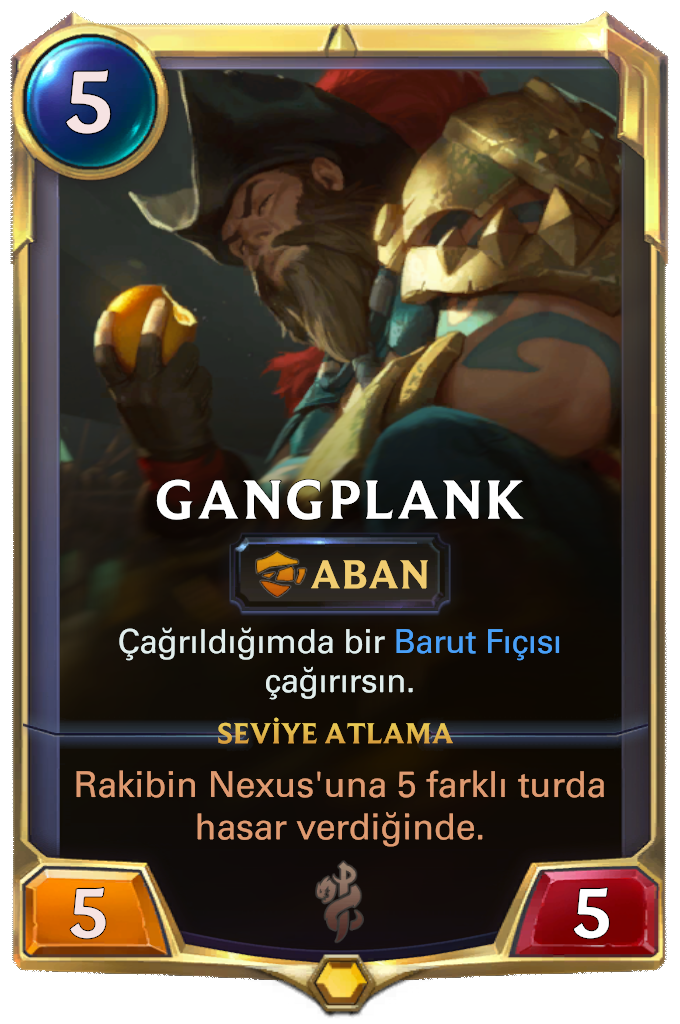 5
GANGPLANK
ABAN
Çağrıldığımda bir Barut Fıçısı
çağırırsın.
SEVİYE ATLAMA
Rakibin Nexus'una 5 farklı turda
hasar verdiğinde.
5
5